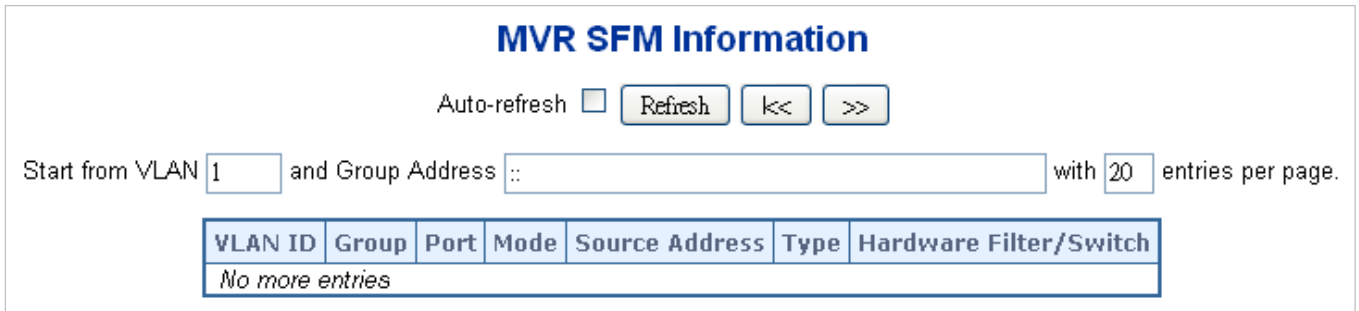 MVR SFM Information
Auto-refresh Refresh |<< >>
Start from VLAN 1 and Group Address :: with 20 entries per page.
VLAN ID Group Port Mode Source Address Type Hardware Filter/Switch
No more entries